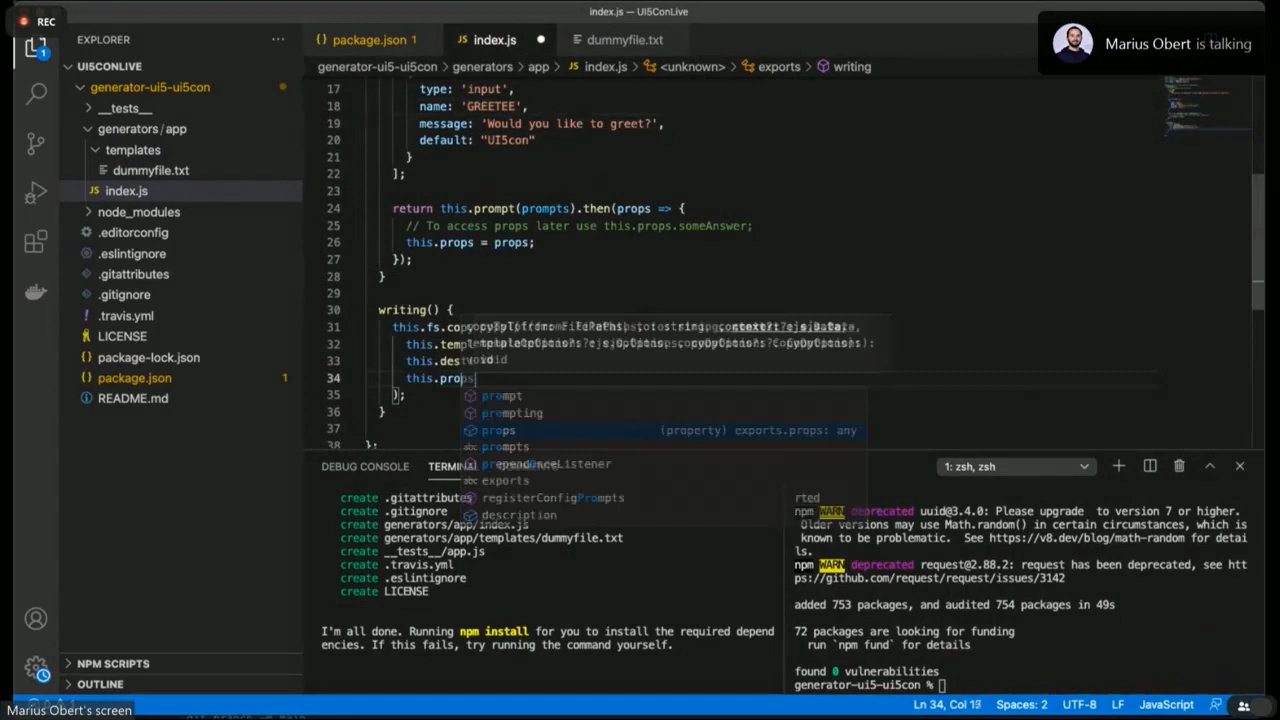 REC
index.js — UI5ConLive
Marius Obert is talking
EXPLORER
UI5CONLIVE
generator-ui5-ui5con
__tests__
generators/app
templates
dummyfile.txt
index.js
node_modules
.editorconfig
.eslintignore
.gitattributes
.gitignore
.travis.yml
LICENSE
package-lock.json
package.json 1
README.md
NPM SCRIPTS
OUTLINE
package.json 1
index.js
dummyfile.txt
generator-ui5-ui5con > generators > app > JS index.js > <unknown> > exports > writing
17 type: 'input',
18 name: 'GREETEE',
19 message: 'Would you like to greet?',
20 default: "UI5con"
21 }
22 ];
23
24 return this.prompt(prompts).then(props => {
25 // To access props later use this.props.someAnswer;
26 this.props = props;
27 });
28 }
29
30 writing() {
31 this.fs.copy
32 this.temp
33 this.des
34 this.props
35 );
36 }
37
38 };
prompt
prompting
props (property) exports.props: any
prompts
prependOnceListener
exports
registerConfigPrompts
description
DEBUG CONSOLE
TERMINAL
1: zsh, zsh
create .gitattributes
create .gitignore
create generators/app/index.js
create generators/app/templates/dummyfile.txt
create __tests__/app.js
create .travis.yml
create .eslintignore
create LICENSE
I'm all done. Running npm install for you to install the required depend
encies. If this fails, try running the command yourself.
rted
npm WARN deprecated uuid@3.4.0: Please upgrade to version 7 or higher.
Older versions may use Math.random() in certain circumstances, which is
known to be problematic. See https://v8.dev/blog/math-random for detai
ls.
npm WARN deprecated request@2.88.2: request has been deprecated, see htt
ps://github.com/request/request/issues/3142
added 753 packages, and audited 754 packages in 49s
72 packages are looking for funding
run `npm fund` for details
found 0 vulnerabilities
generator-ui5-ui5con %
Marius Obert's screen
Spaces: 2
UTF-8
LF
JavaScript